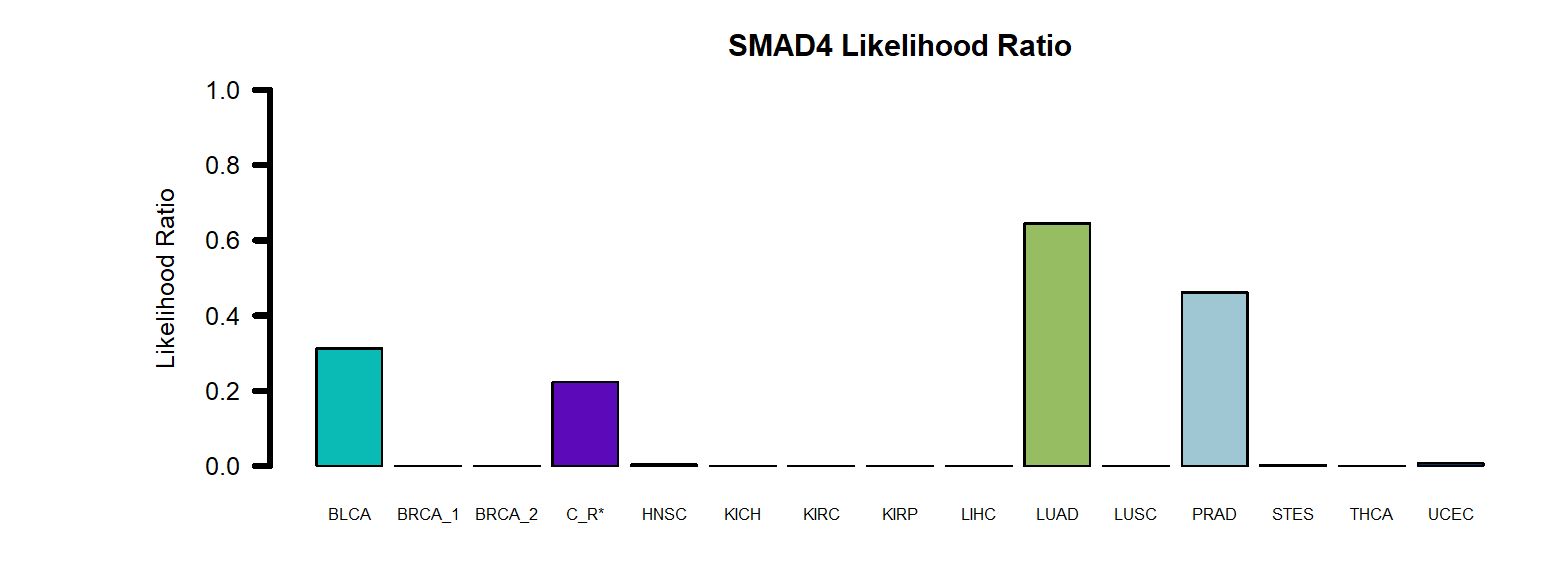 SMAD4 Likelihood Ratio
Likelihood Ratio
1.0
0.8
0.6
0.4
0.2
0.0
BLCA BRCA_1 BRCA_2 C_R* HNSC KICH KIRC KIRP LIHC LUAD LUSC PRAD STES THCA UCEC